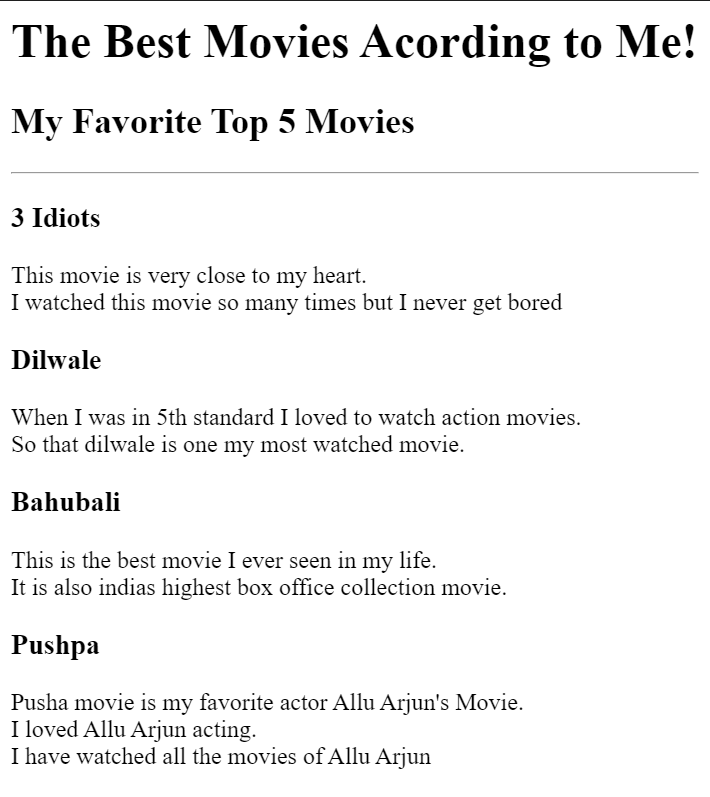 The Best Movies Acording to Me!
My Favorite Top 5 Movies
3 Idiots
This movie is very close to my heart.
I watched this movie so many times but I never get bored
Dilwale
When I was in 5th standard I loved to watch action movies.
So that dilwale is one my most watched movie.
Bahubali
This is the best movie I ever seen in my life.
It is also indias highest box office collection movie.
Pushpa
Pusha movie is my favorite actor Allu Arjun's Movie.
I loved Allu Arjun acting.
I have watched all the movies of Allu Arjun